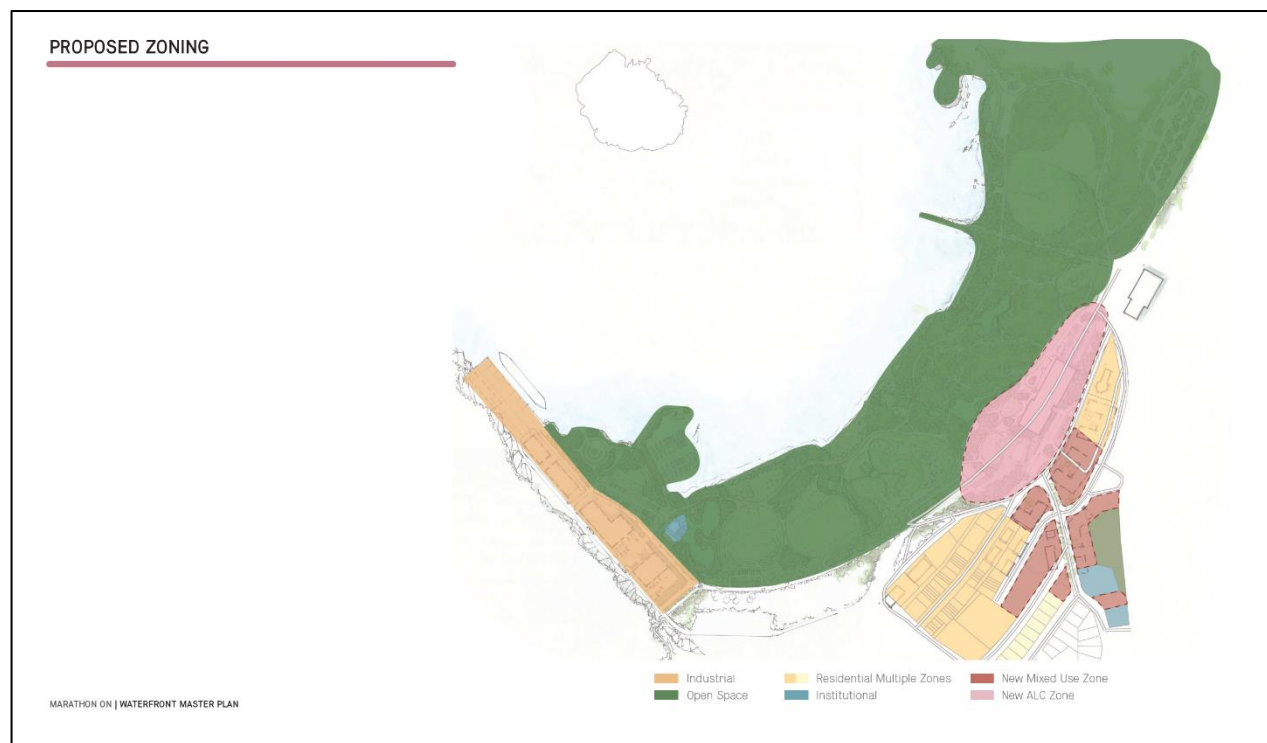 PROPOSED ZONING
Industrial
Residential Multiple Zones
New Mixed Use Zone
Open Space
Institutional
New ALC Zone
MARATHON ON | WATERFRONT MASTER PLAN